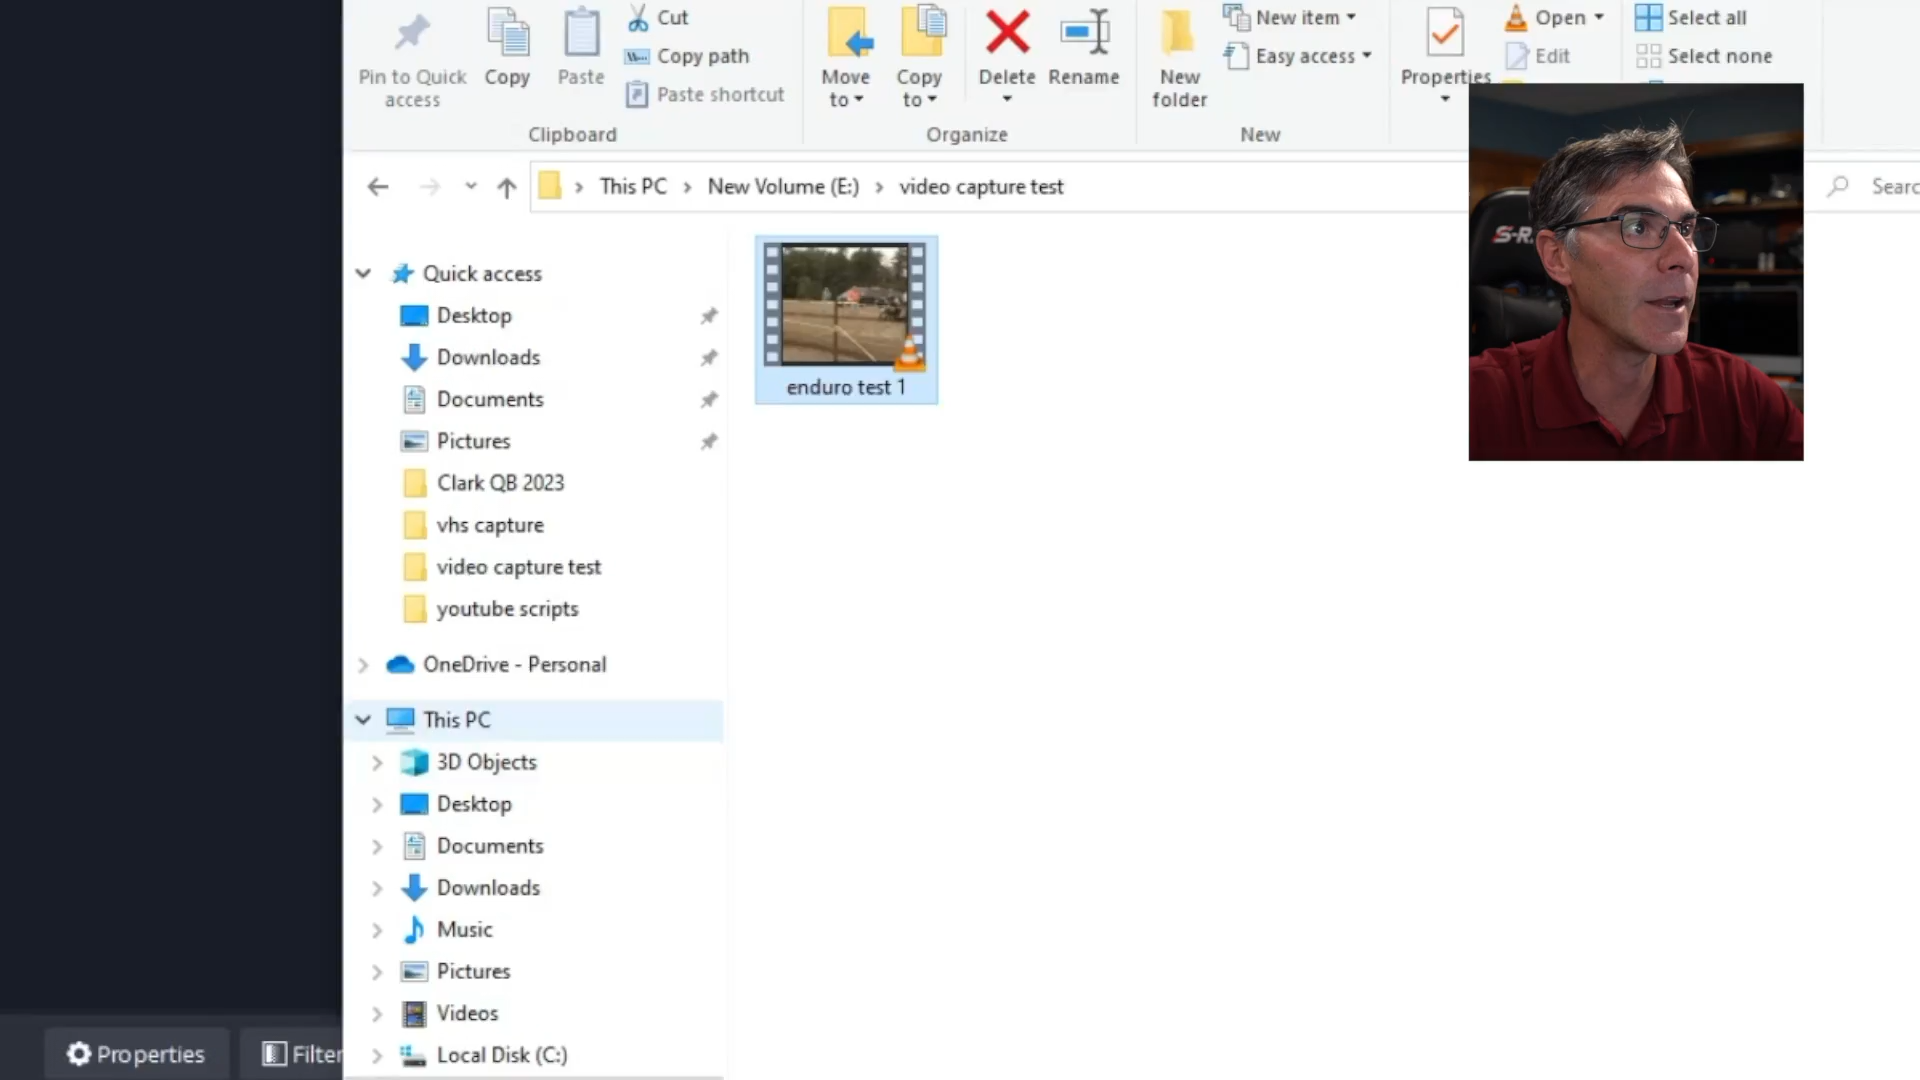 Pin to Quick access
Copy
Paste
Cut
Copy path
Paste shortcut
Clipboard
Move to
Copy to
Delete
Rename
Organize
New folder
New item
Easy access
New
Properties
Open
Edit
Select all
Select none
This PC > New Volume (E:) > video capture test
Searc
S-R
Quick access
Desktop
Downloads
Documents
Pictures
Clark QB 2023
vhs capture
video capture test
youtube scripts
OneDrive - Personal
This PC
3D Objects
Desktop
Documents
Downloads
Music
Pictures
Videos
Local Disk (C:)
enduro test 1
Properties
Filter